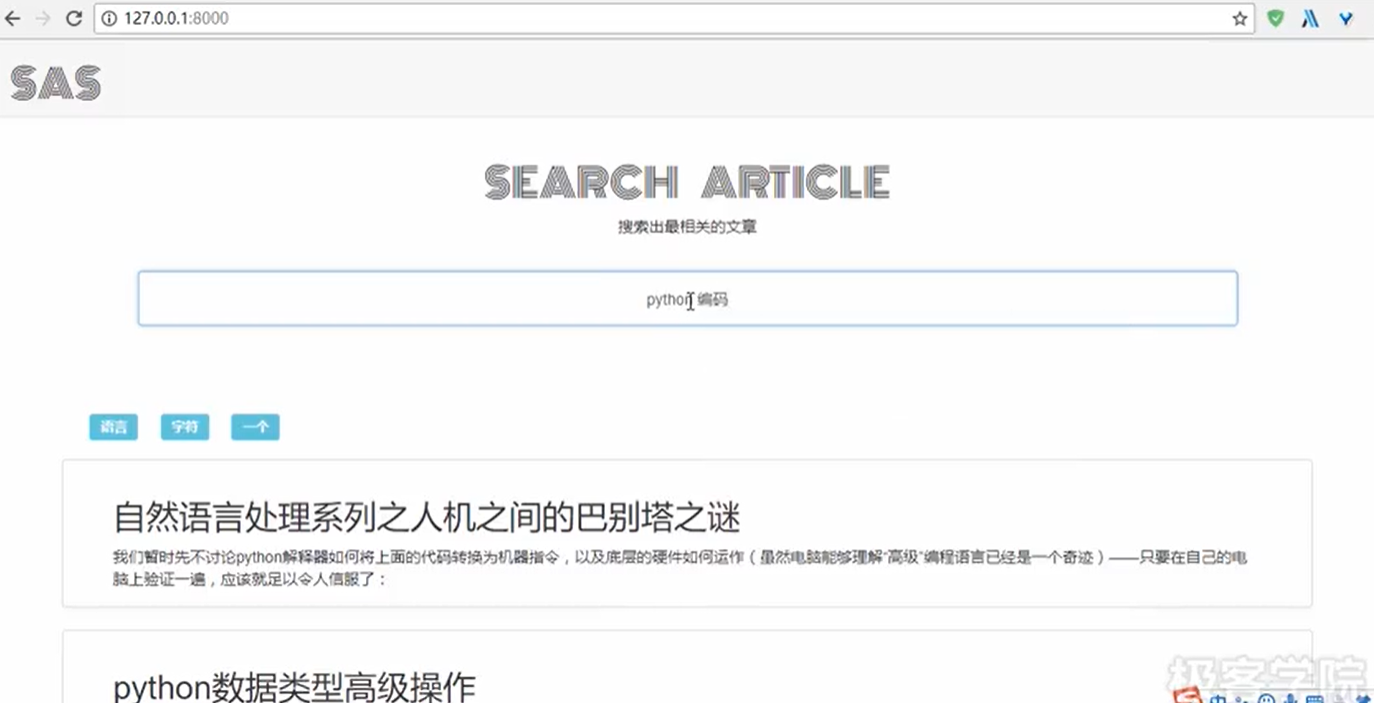 127.0.0.1:8000
SAS
SEARCH ARTICLE
搜索出最相关的文章
python 编码
语言 字符 一个
自然语言处理系列之人机之间的巴别塔之谜
我们暂时先不讨论python解释器如何将上面的代码转换为机器指令，以及底层的硬件如何运作（虽然电脑能够理解“高级”编程语言已经是一个奇迹）——只要在自己的电
脑上验证一遍，应该就足以令人信服了：
python数据类型高级操作
极客学院
中